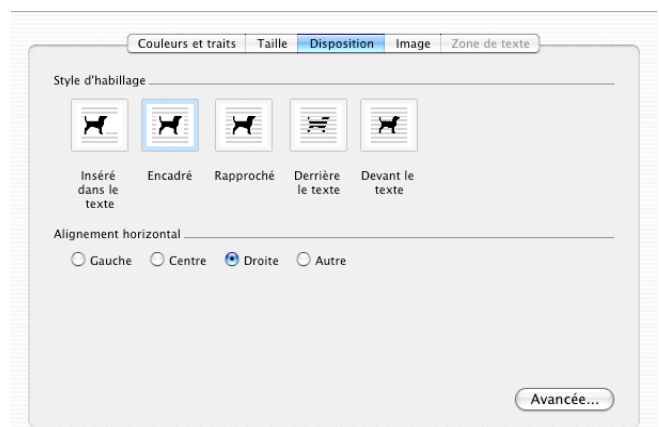 Couleurs et traits Taille Disposition Image Zone de texte
Style d'habillage
Inséré dans le texte
Encadré
Rapproché
Derrière le texte
Devant le texte
Alignement horizontal
Gauche Centre Droite Autre
Avancée...